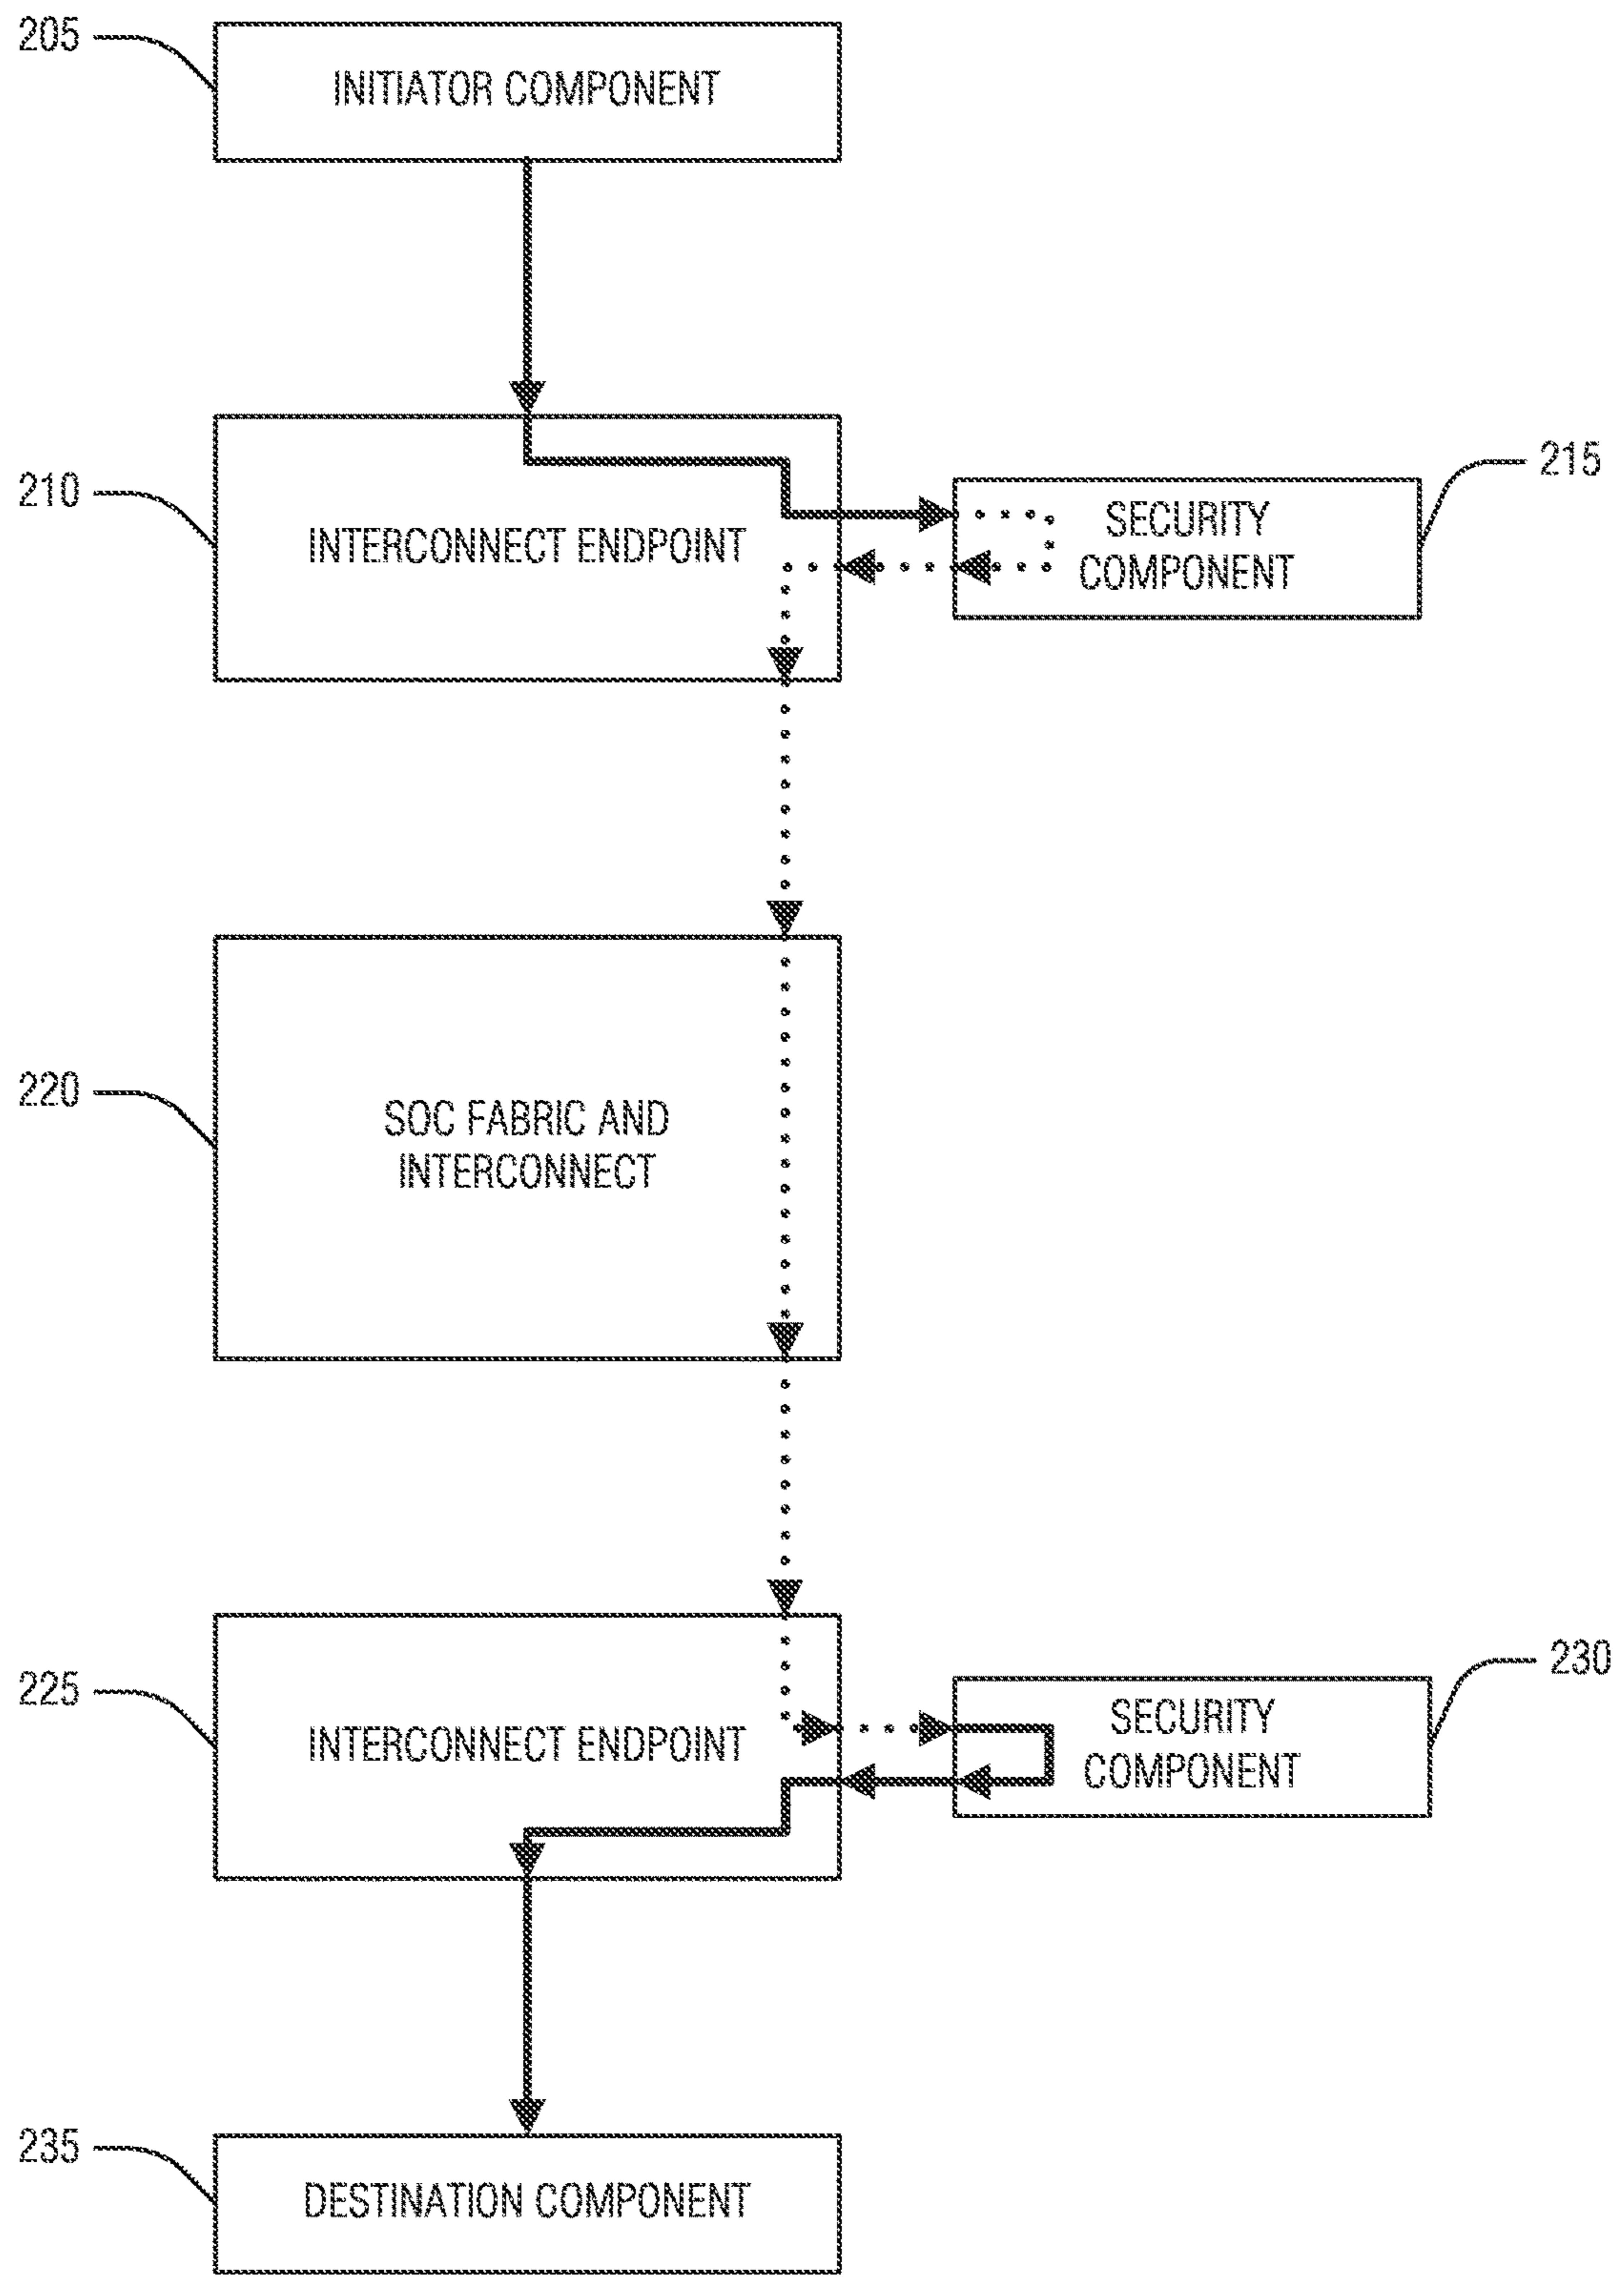 205
INITIATOR COMPONENT
210
INTERCONNECT ENDPOINT
215
SECURITY
COMPONENT
220
SOC FABRIC AND
INTERCONNECT
225
INTERCONNECT ENDPOINT
230
SECURITY
COMPONENT
235
DESTINATION COMPONENT